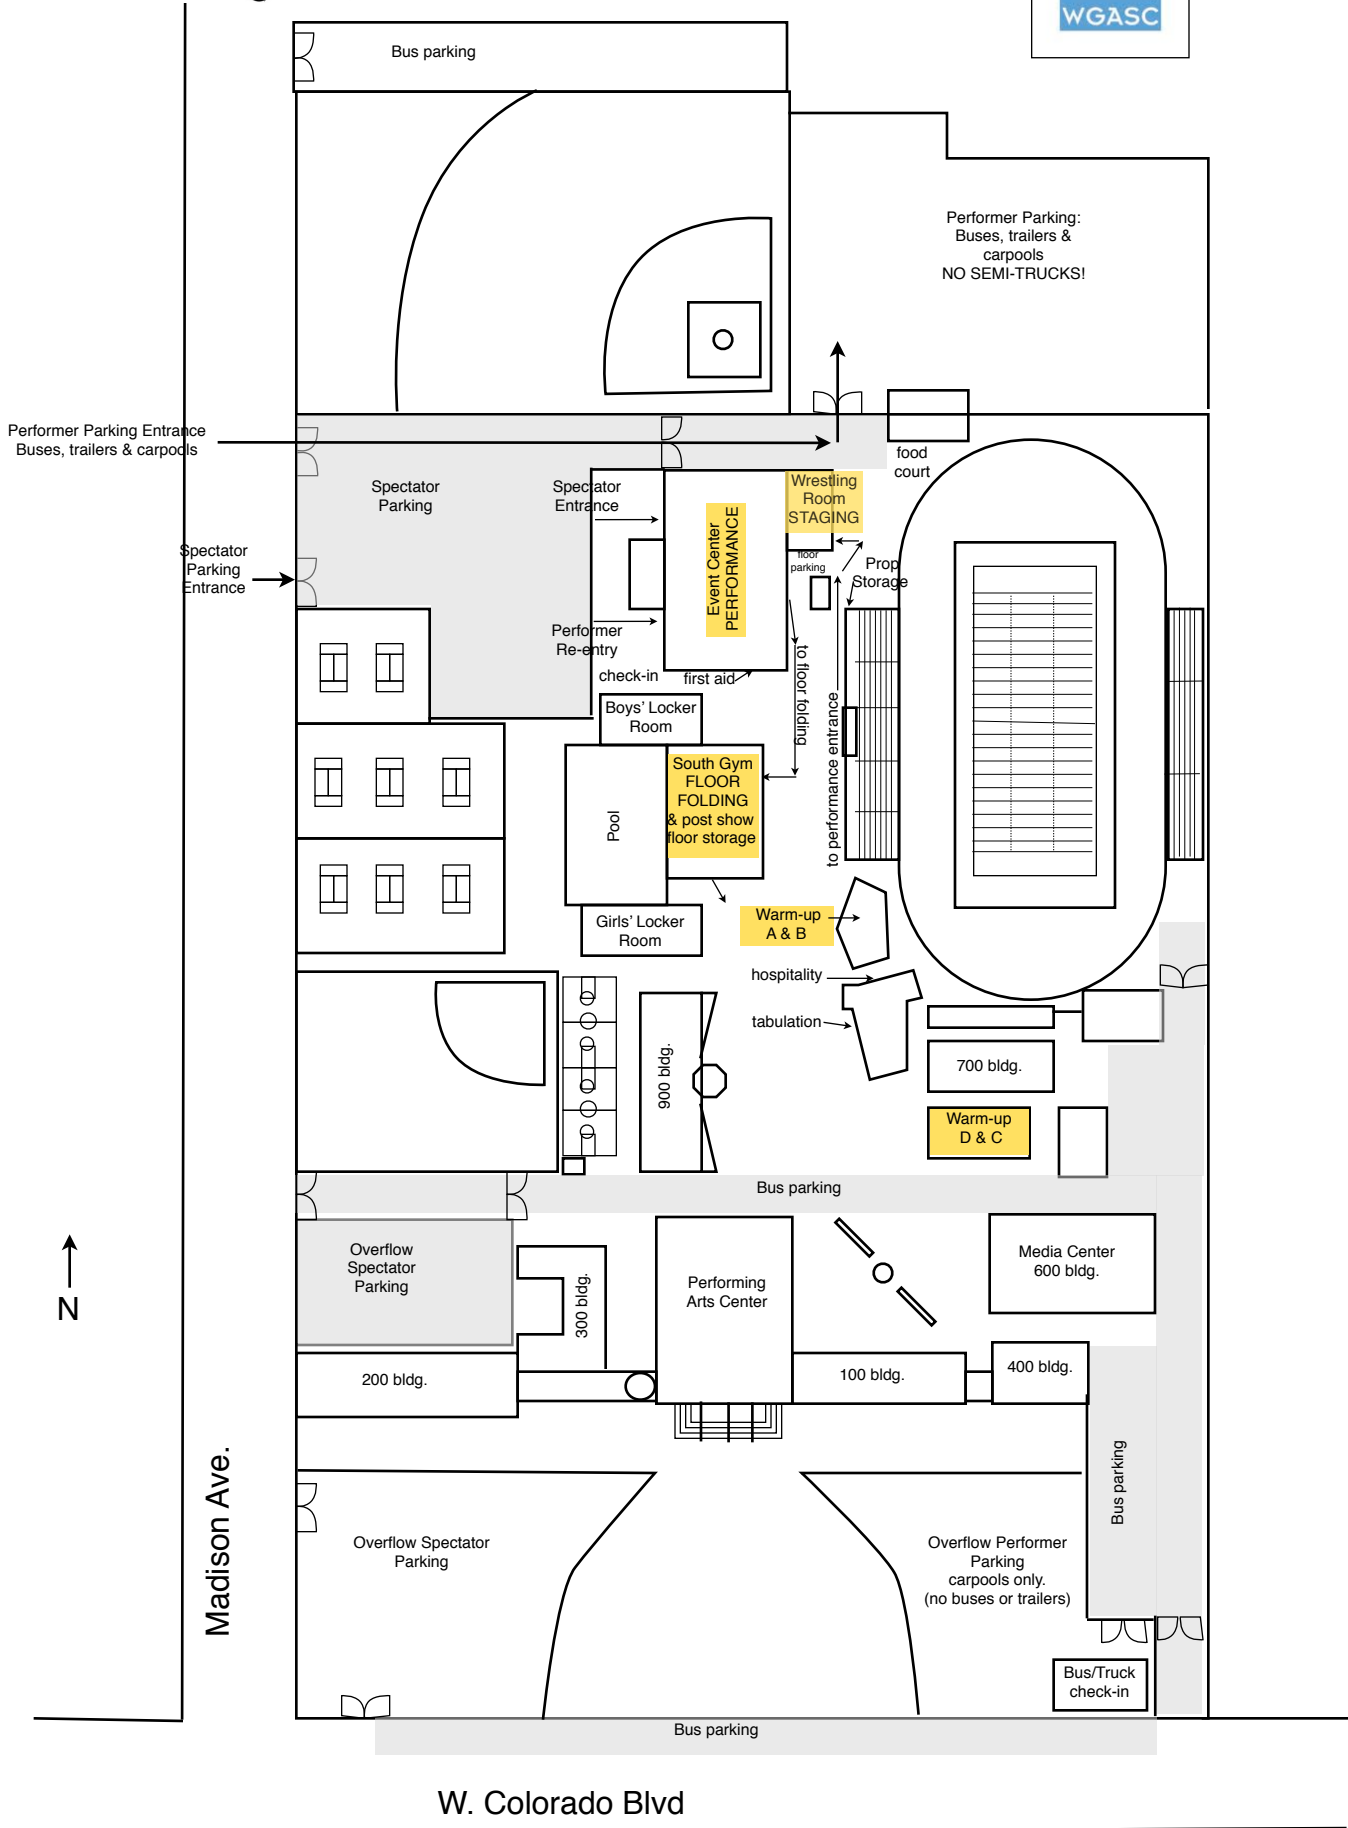 WGASC
Bus parking
Performer Parking:
Buses, trailers &
carpools
NO SEMI-TRUCKS!
Performer Parking Entrance
Buses, trailers & carpools
food
court
Spectator
Parking
Spectator
Entrance
Wrestling
Room
STAGING
Event Center
PERFORMANCE
floor
parking
Prop
Storage
Spectator
Parking
Entrance
Performer
Re-entry
check-in
first aid
to floor folding
to performance entrance
Boys' Locker
Room
South Gym
FLOOR
FOLDING
& post show
floor storage
Pool
Girls' Locker
Room
Warm-up
A & B
hospitality
tabulation
900 bldg.
700 bldg.
Warm-up
D & C
Bus parking
Overflow
Spectator
Parking
300 bldg.
Performing
Arts Center
Media Center
600 bldg.
N
200 bldg.
100 bldg.
400 bldg.
Madison Ave.
Bus parking
Overflow Spectator
Parking
Overflow Performer
Parking
carpools only.
(no buses or trailers)
Bus/Truck
check-in
Bus parking
W. Colorado Blvd